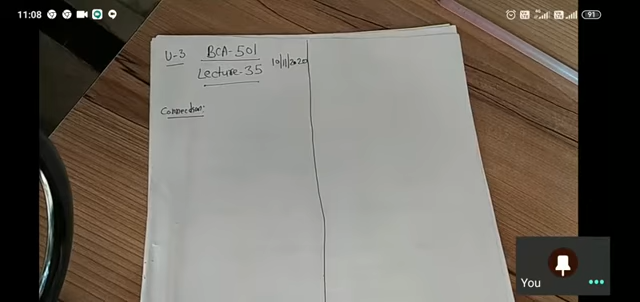 11:08
91
U-3 BCA-501
Lecture-35 10/11/2020
Connection:
You